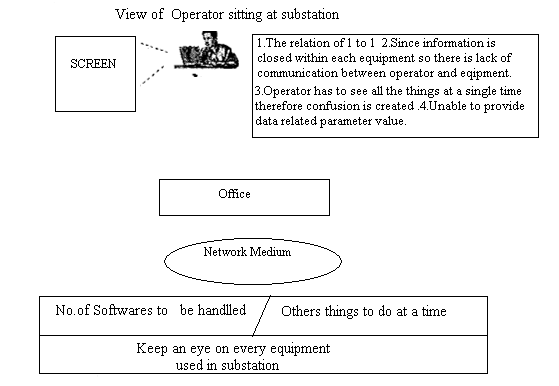 View of Operator sitting at substation
SCREEN
1.The relation of 1 to 1 2.Since information is
closed within each equipment so there is lack of
communication between operator and eqipment.
3.Operator has to see all the things at a single time
therefore confusion is created .4.Unable to provide
data related parameter value.
Office
Network Medium
No.of Softwares to be handlled
Others things to do at a time
Keep an eye on every equipment
used in substation